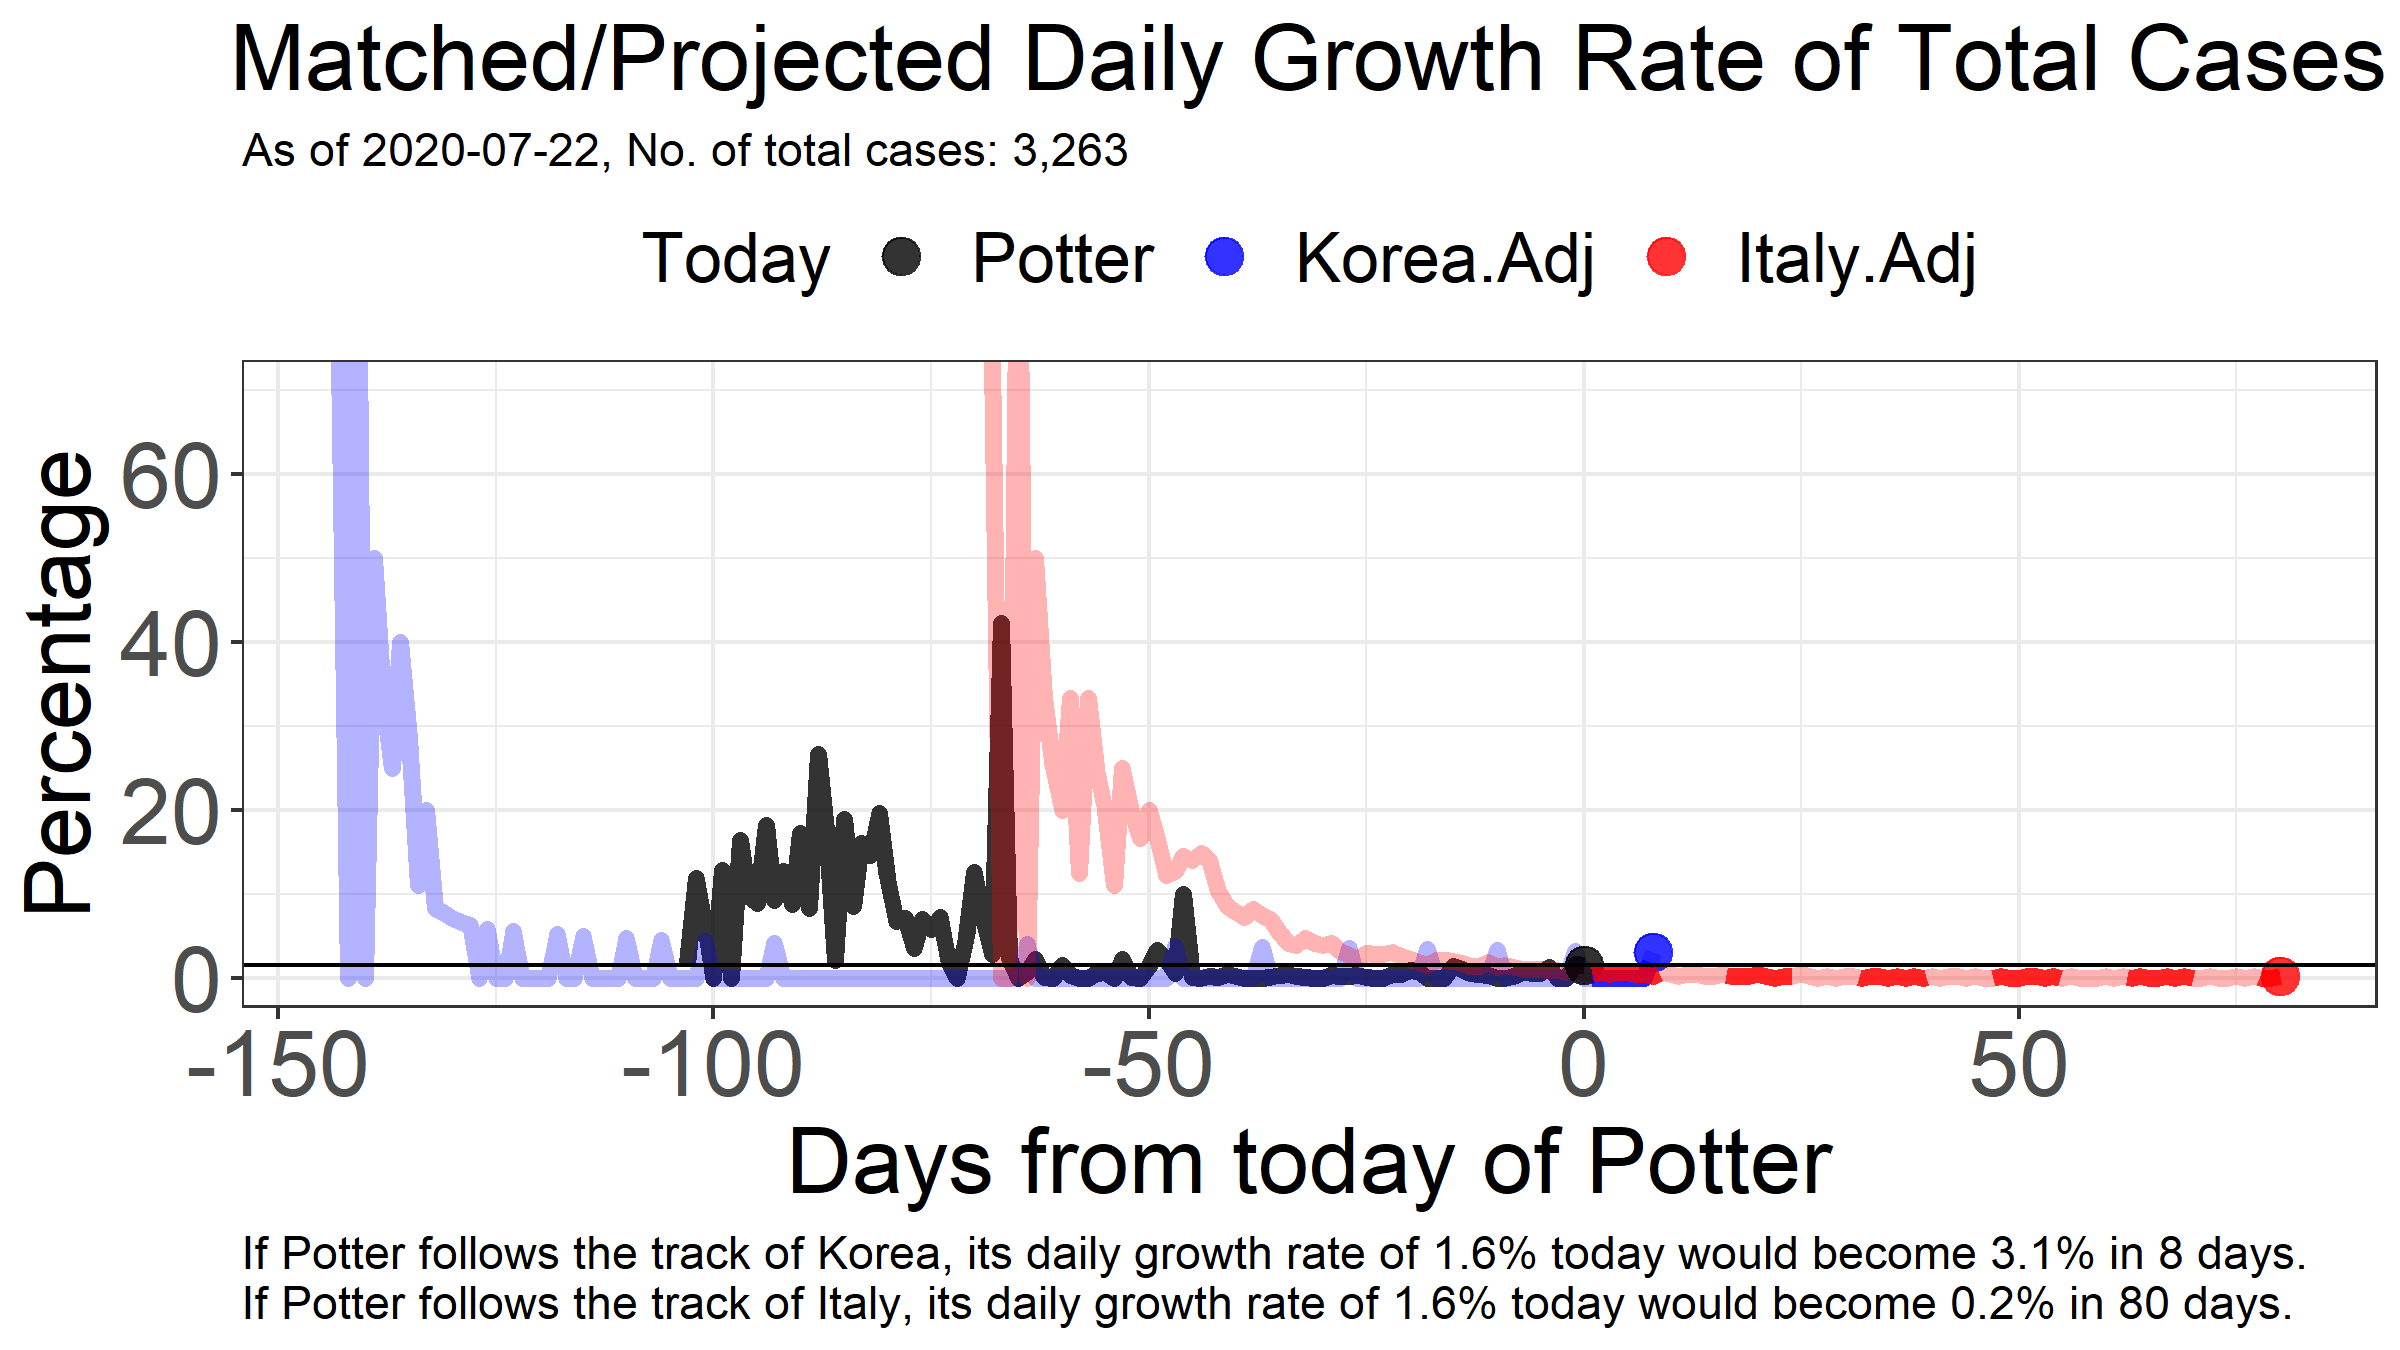 Matched/Projected Daily Growth Rate of Total Cases
As of 2020-07-22, No. of total cases: 3,263
Today Potter Korea.Adj Italy.Adj
Percentage
60
40
20
0
-150 -100 -50 0 50
Days from today of Potter
If Potter follows the track of Korea, its daily growth rate of 1.6% today would become 3.1% in 8 days.
If Potter follows the track of Italy, its daily growth rate of 1.6% today would become 0.2% in 80 days.